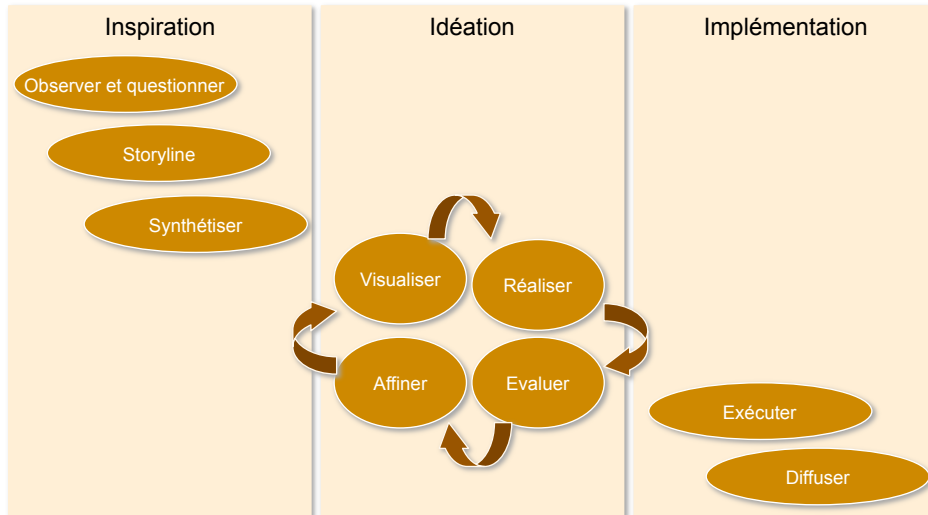 Inspiration
Idéation
Implémentation
Observer et questionner
Storyline
Synthétiser
Visualiser
Réaliser
Affiner
Evaluer
Exécuter
Diffuser